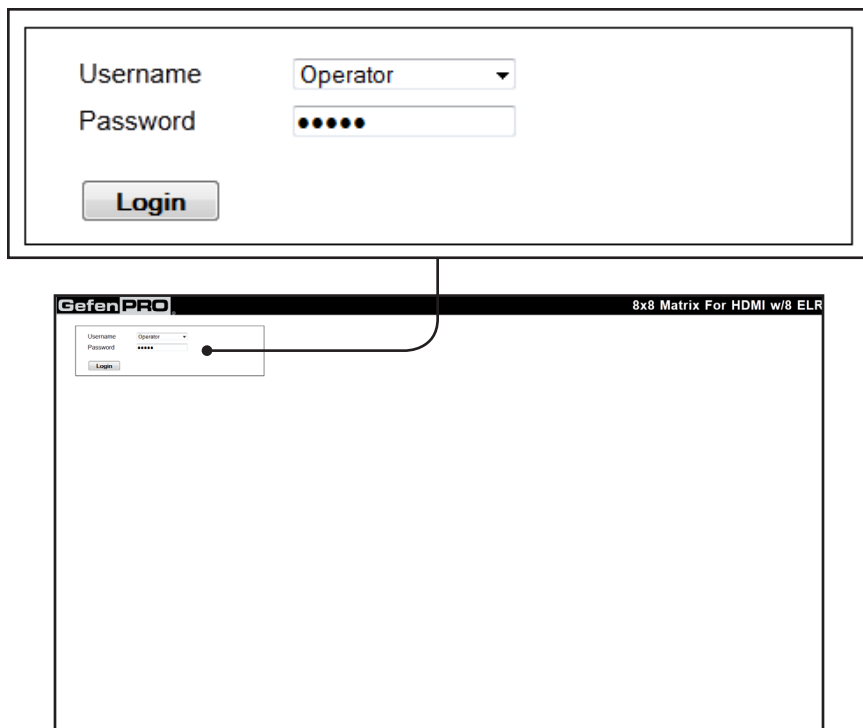 Username Operator
Password •••••
Login
GefenPRO® 8x8 Matrix For HDMI w/8 ELR
Username Operator
Password •••••
Login